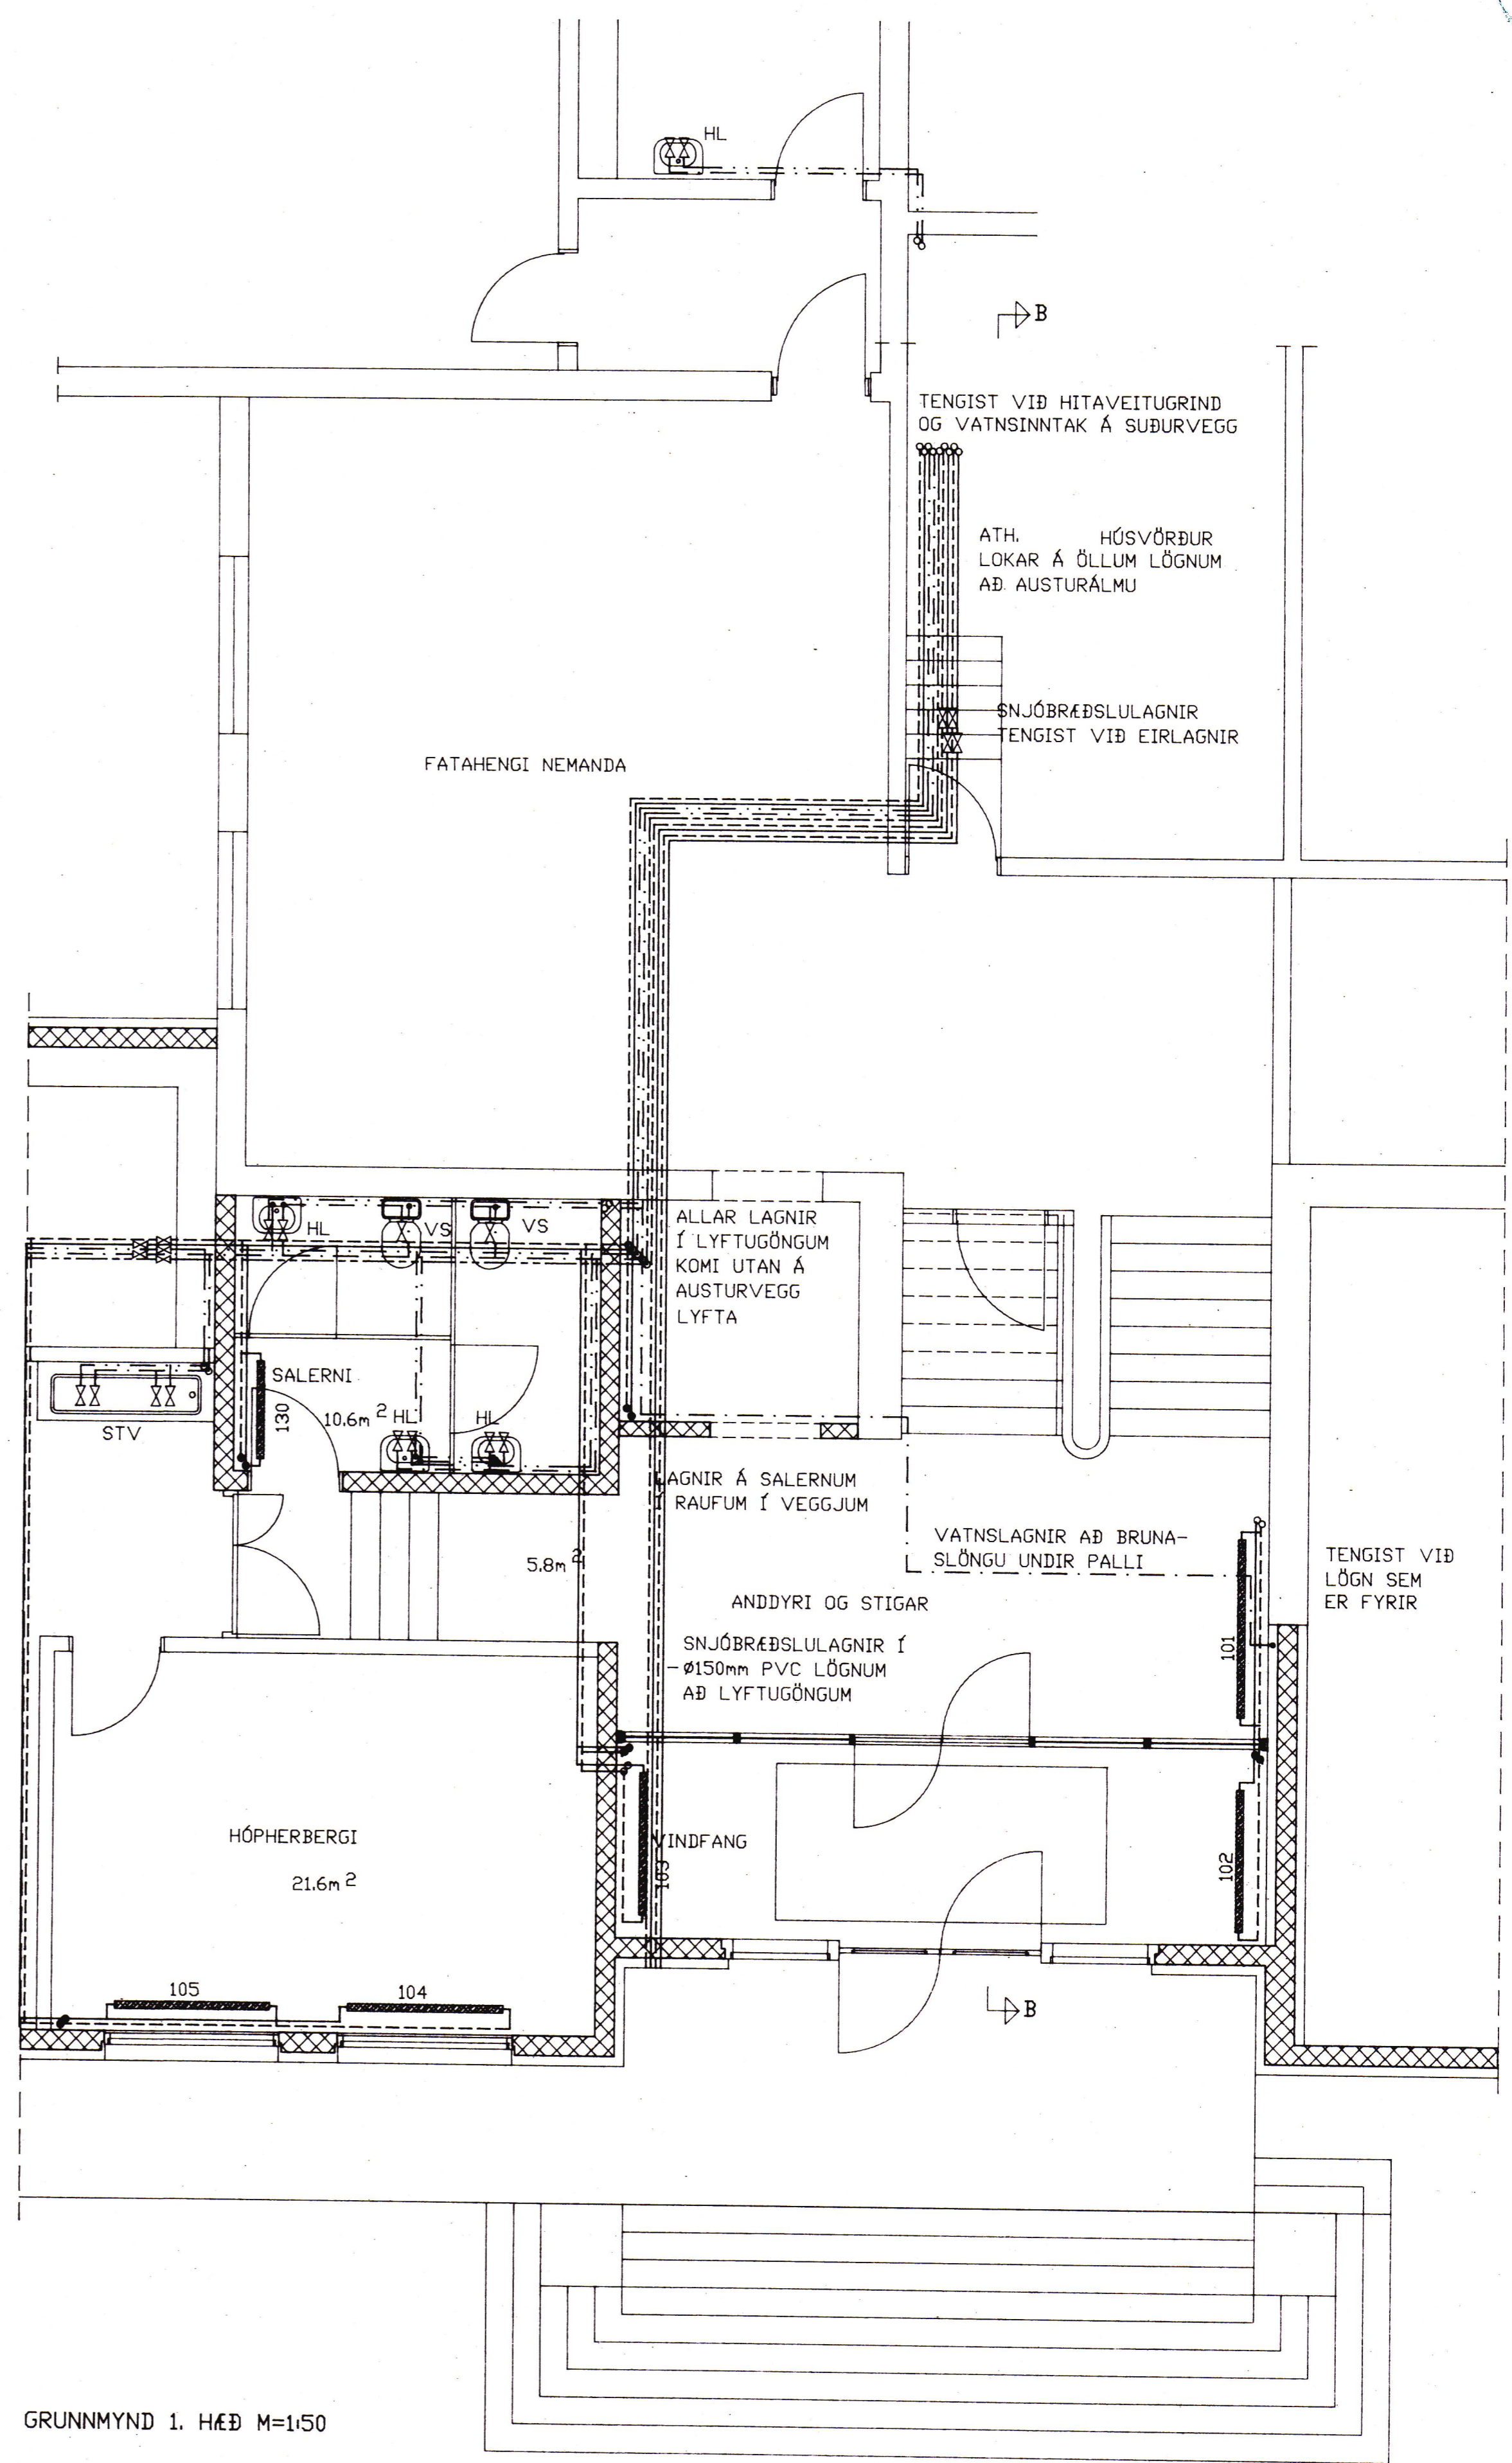 HL
B
TENGIST VIÐ HITAVEITUGRIND
OG VATNSINNTAK Á SUÐURVEGG
ATH. HÚSVÖRÐUR
LOKAR Á ÖLLUM LÖGNUM
AÐ AUSTURÁLMU
SNJÓBRÆÐSLULAGNIR
TENGIST VIÐ EIRLAGNIR
FATAHENGI NEMANDA
HL
VS
VS
ALLAR LAGNIR
Í LYFTUGÖNGUM
KOMI UTAN Á
AUSTURVEGG
LYFTA
SALERNI
130
10.6m 2
HL
HL
STV
LAGNIR Á SALERNUM
Í RAUFUM Í VEGGJUM
5.8m 2
VATNSLAGNIR AÐ BRUNA-
SLÖNGU UNDIR PALLI
TENGIST VIÐ
LÖGN SEM
ER FYRIR
ANDDYRI OG STIGAR
101
SNJÓBRÆÐSLULAGNIR Í
Ø150mm PVC LÖGNUM
AÐ LYFTUGÖNGUM
HÓPHERBERGI
21.6m 2
VINDFANG
103
102
105
104
B
GRUNNMYND 1. HÆÐ M=1:50